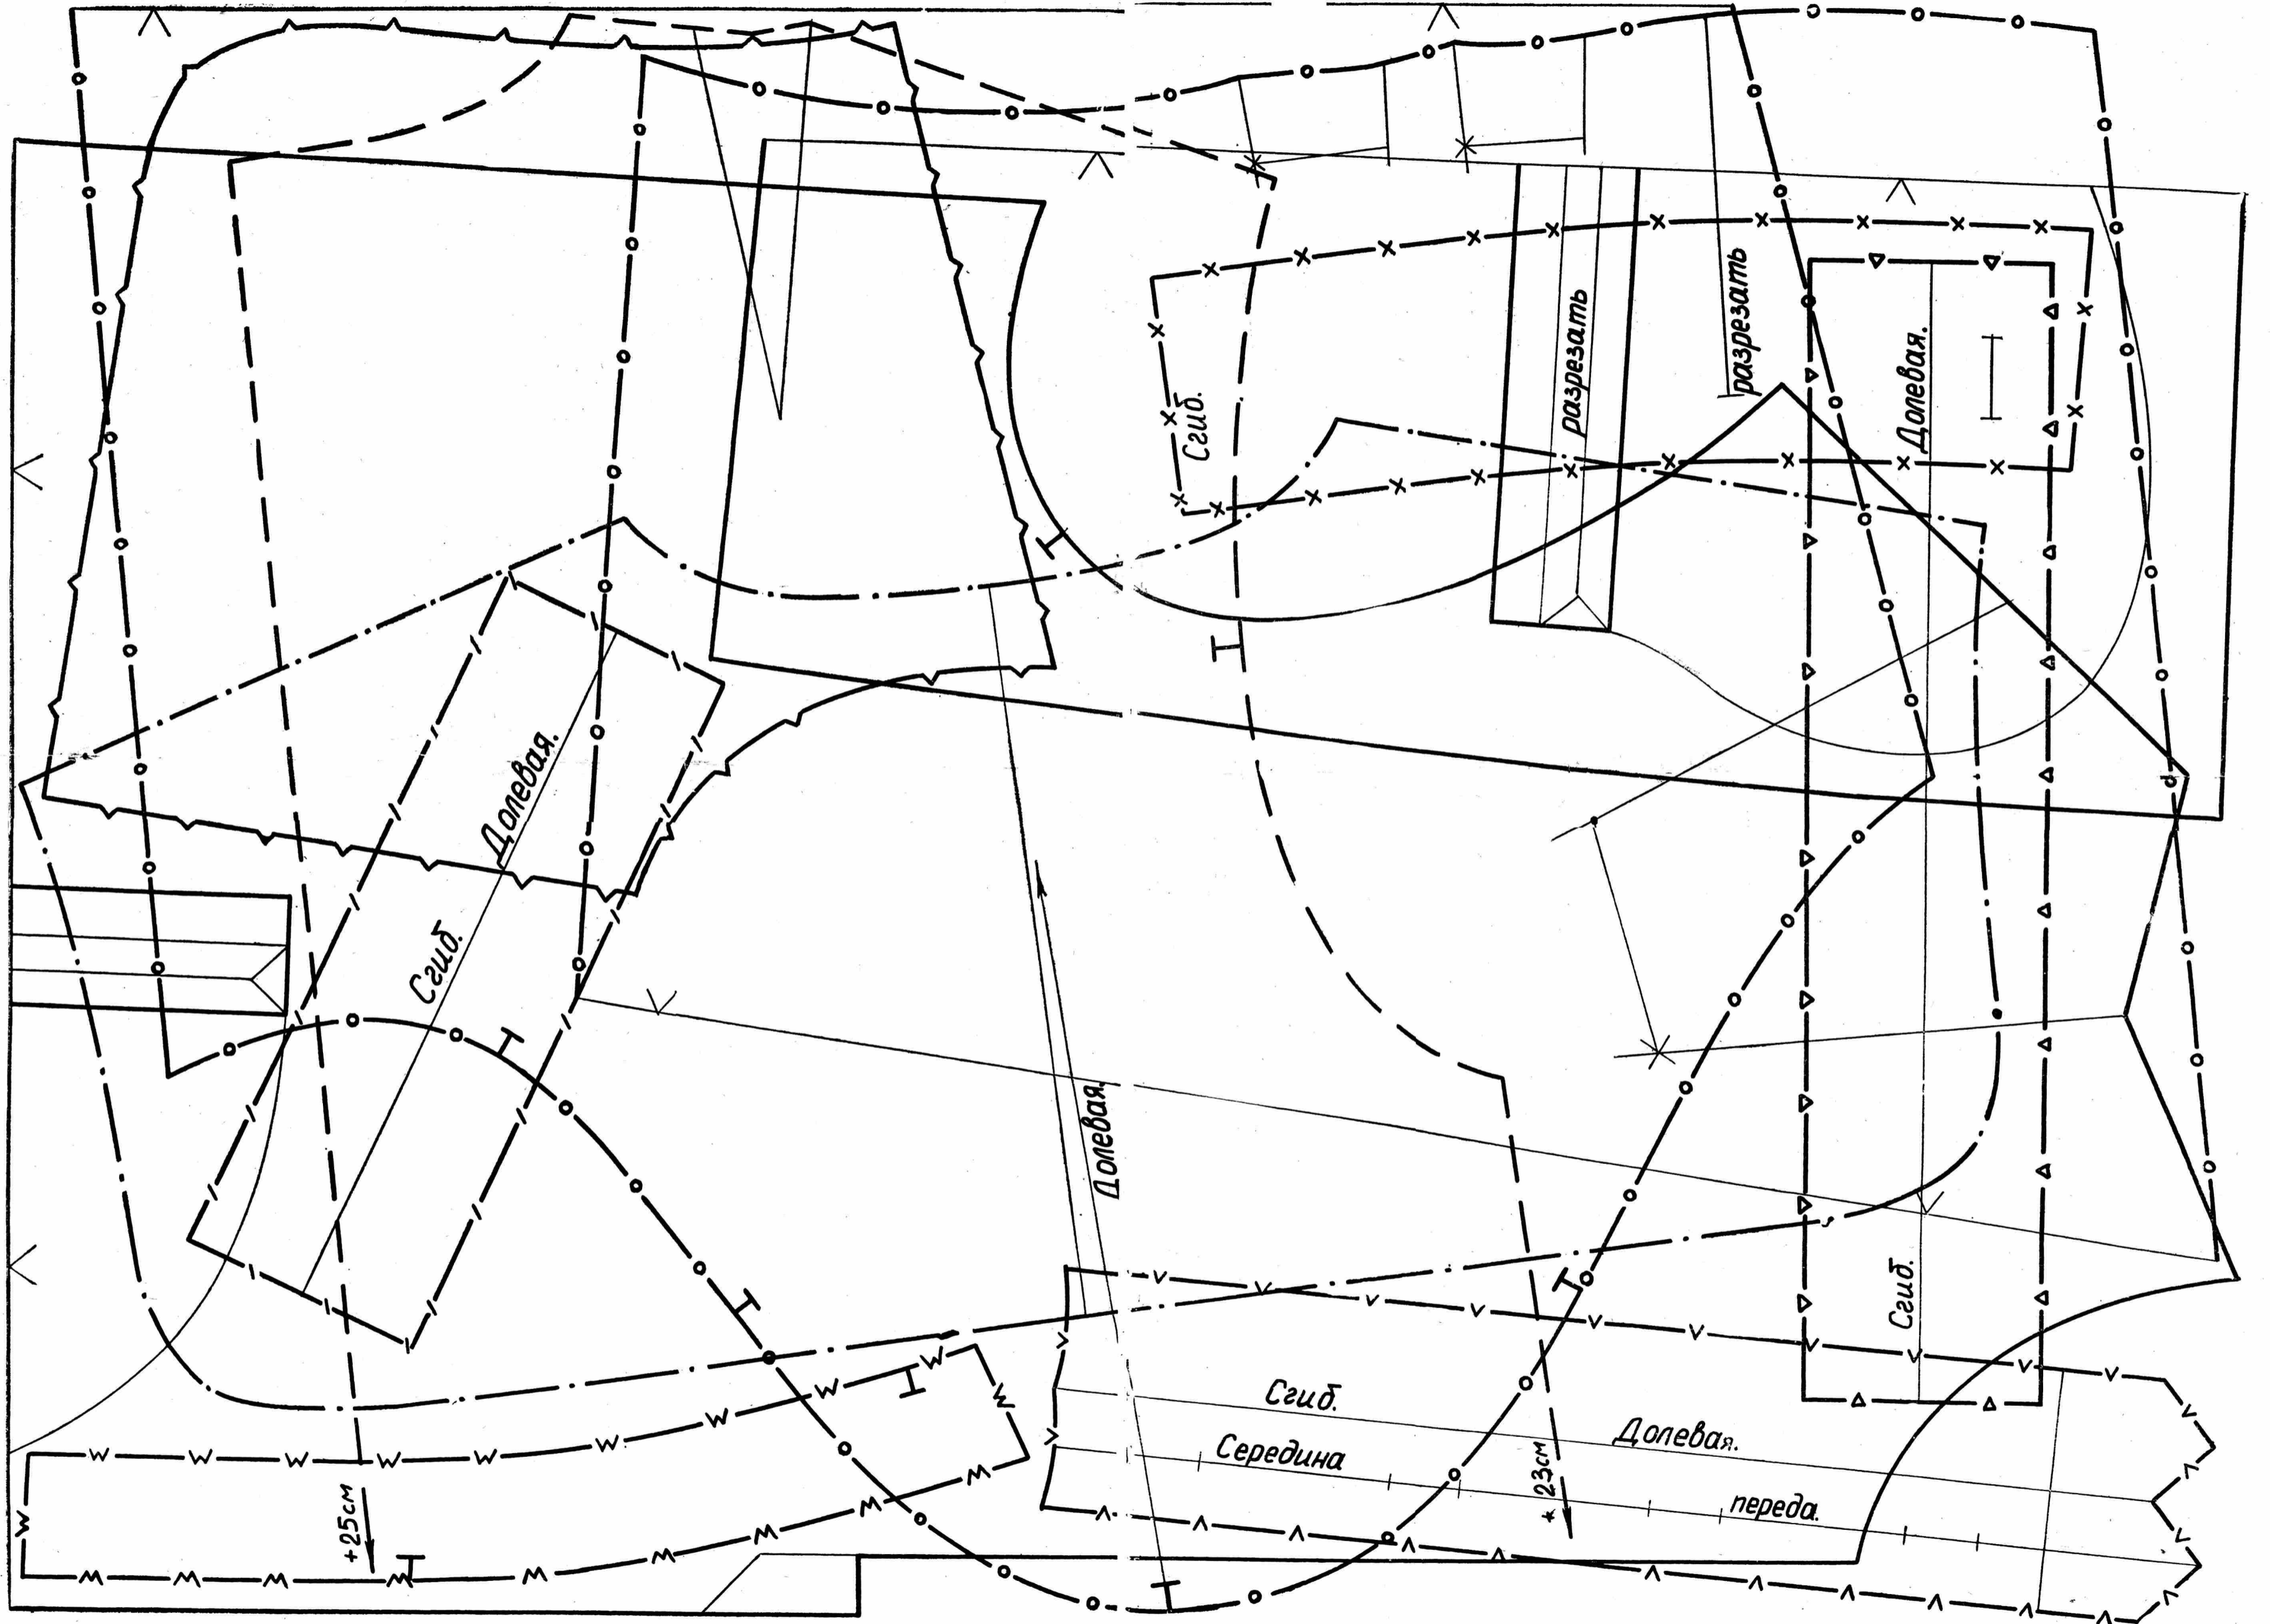 разрезать
разрезать
Долевая.
Сгиб.
Долевая.
Сгиб.
Долевая.
Сгиб.
Сгиб.
Долевая.
Середина
переда.
+25см
+23см